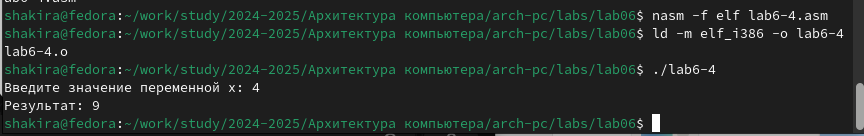 shakira@fedora:~/work/study/2024-2025/Архитектура компьютера/arch-pc/labs/lab06$ nasm -f elf lab6-4.asm
shakira@fedora:~/work/study/2024-2025/Архитектура компьютера/arch-pc/labs/lab06$ ld -m elf_i386 -o lab6-4
lab6-4.o
shakira@fedora:~/work/study/2024-2025/Архитектура компьютера/arch-pc/labs/lab06$ ./lab6-4
Введите значение переменной x: 4
Результат: 9
shakira@fedora:~/work/study/2024-2025/Архитектура компьютера/arch-pc/labs/lab06$